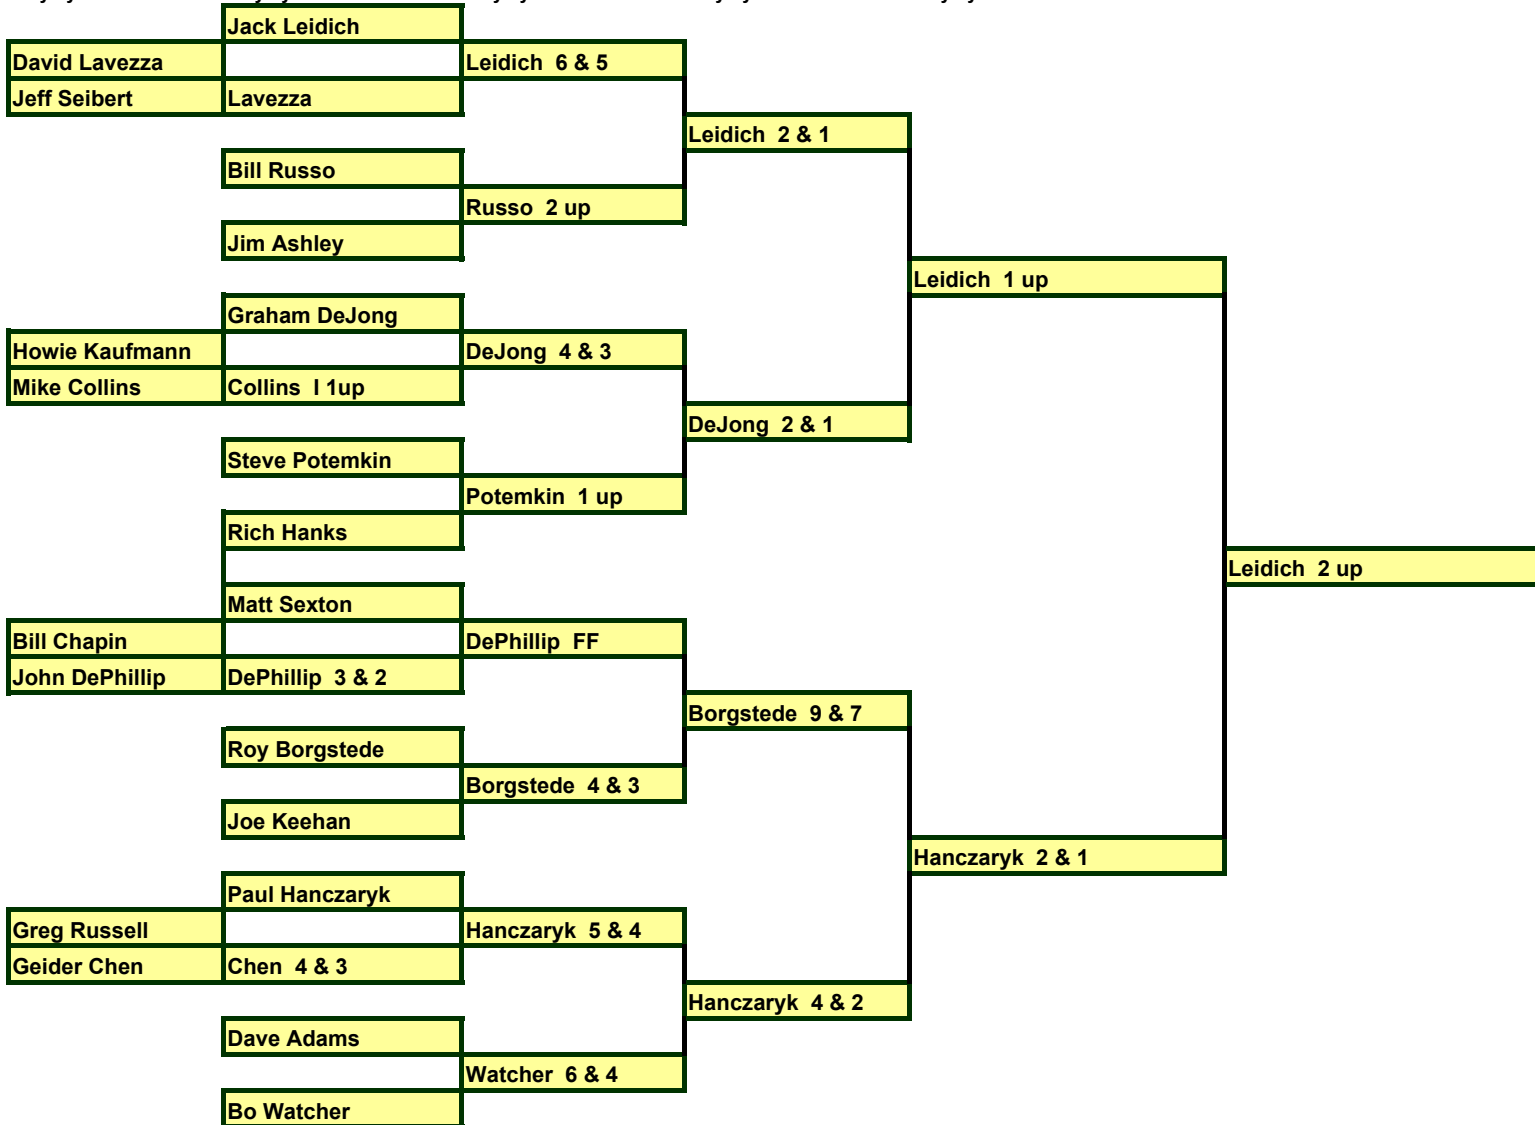 Jack Leidich
David Lavezza
Leidich 6 & 5
Jeff Seibert
Lavezza
Leidich 2 & 1
Bill Russo
Russo 2 up
Jim Ashley
Leidich 1 up
Graham DeJong
Howie Kaufmann
DeJong 4 & 3
Mike Collins
Collins I 1up
DeJong 2 & 1
Steve Potemkin
Potemkin 1 up
Rich Hanks
Leidich 2 up
Matt Sexton
Bill Chapin
DePhillip FF
John DePhillip
DePhillip 3 & 2
Borgstede 9 & 7
Roy Borgstede
Borgstede 4 & 3
Joe Keehan
Hanczaryk 2 & 1
Paul Hanczaryk
Greg Russell
Hanczaryk 5 & 4
Geider Chen
Chen 4 & 3
Hanczaryk 4 & 2
Dave Adams
Watcher 6 & 4
Bo Watcher